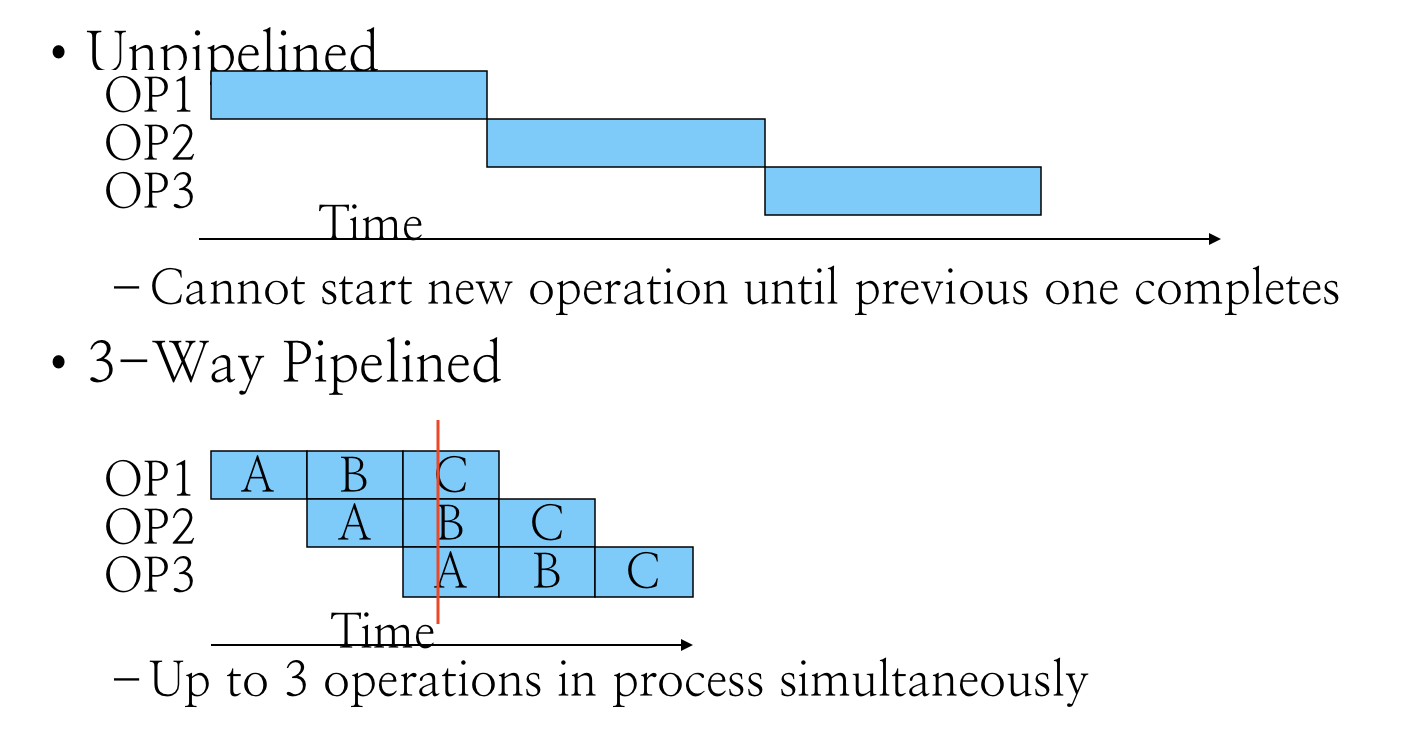 • Unpipelined
OP1
OP2
OP3
Time
– Cannot start new operation until previous one completes
• 3-Way Pipelined
OP1 A B C
OP2 A B C
OP3 A B C
Time
– Up to 3 operations in process simultaneously